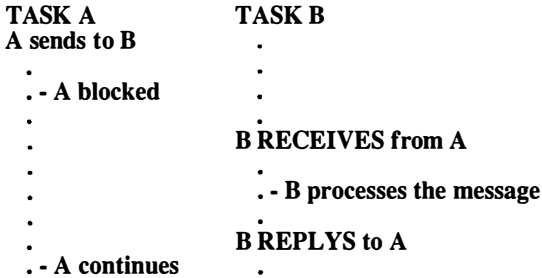 TASK A TASK B
A sends to B .
. .
. - A blocked .
. .
. B RECEIVES from A
. .
. . - B processes the message
. .
. B REPLYS to A
. - A continues .